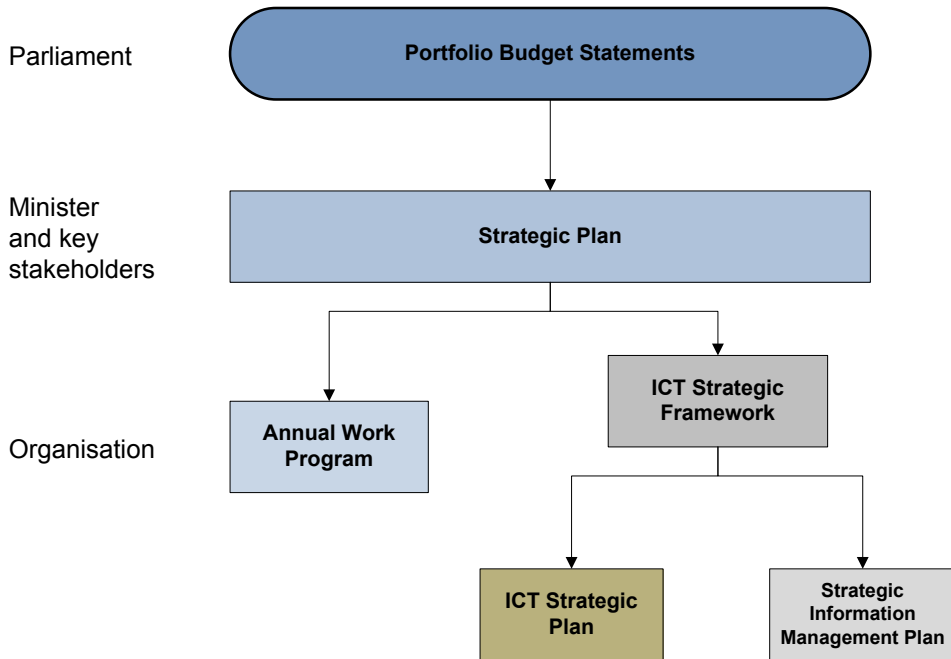 Parliament
Portfolio Budget Statements
Minister
and key
stakeholders
Strategic Plan
Organisation
Annual Work
Program
ICT Strategic
Framework
ICT Strategic
Plan
Strategic
Information
Management Plan